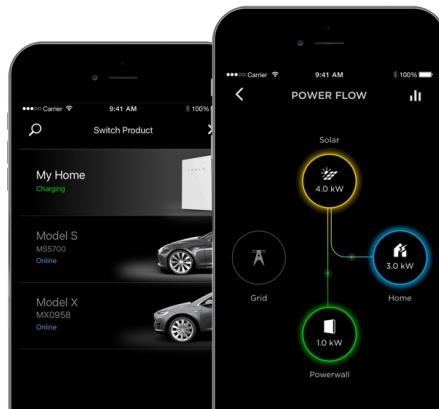 Carrier 9:41 AM 100%
Switch Product
My Home
Charging
TESLA
Model S
MS5700
Online
Model X
MX0958
Online
Carrier 9:41 AM 100%
POWER FLOW
Solar
4.0 kW
3.0 kW
Grid
Home
1.0 kW
Powerwall